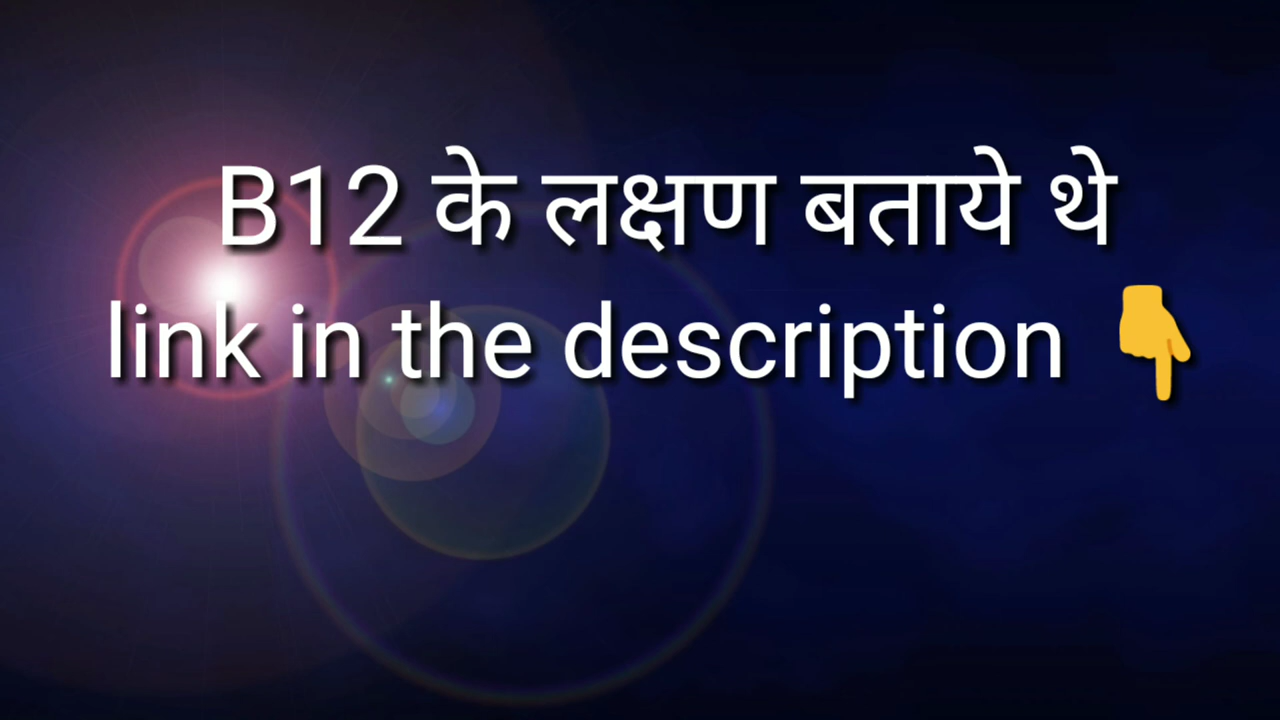 B12 के लक्षण बताये थे
link in the description 👇